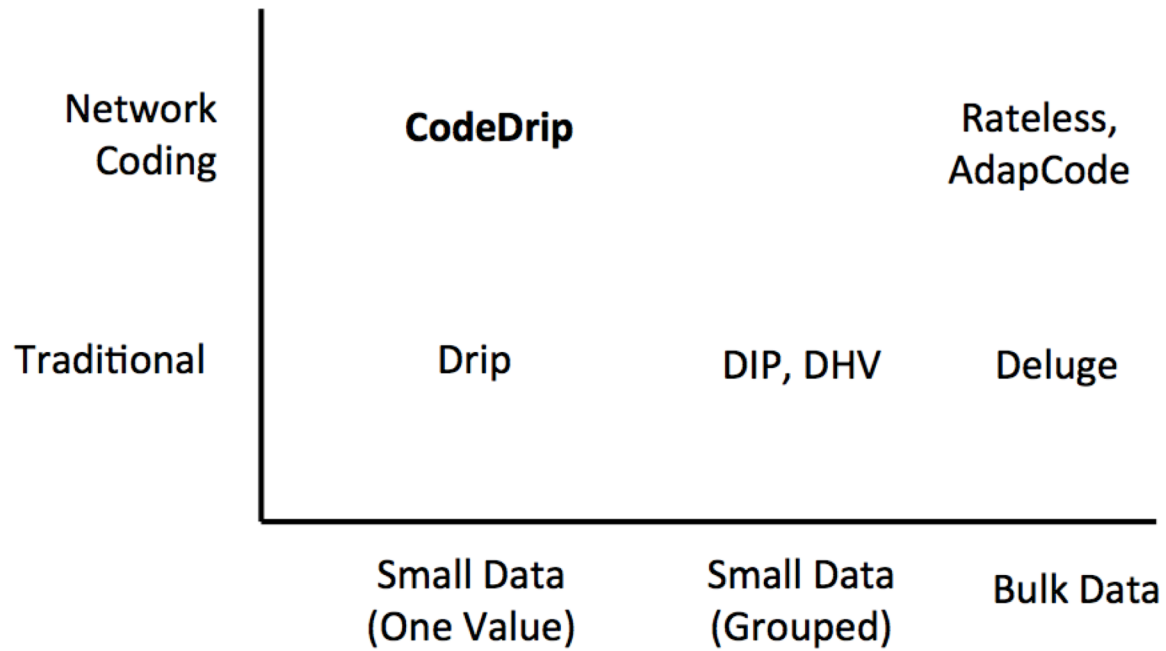 Network
Coding
CodeDrip
Rateless,
AdapCode
Traditional
Drip
DIP, DHV
Deluge
Small Data
(One Value)
Small Data
(Grouped)
Bulk Data